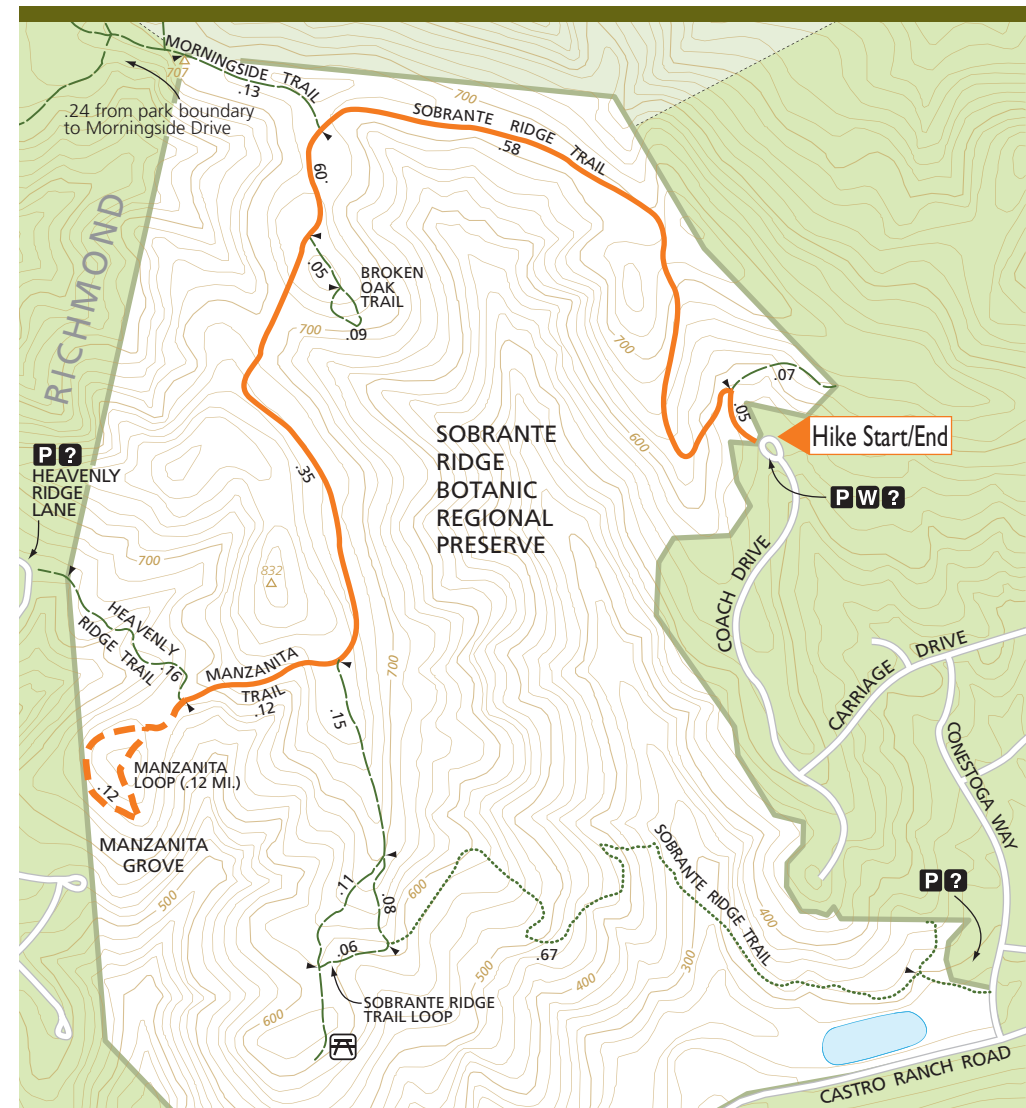 MORNINGSIDE TRAIL
707
.13
.24 from park boundary
to Morningside Drive
700
SOBRANTE RIDGE TRAIL
.58
.09
RICHMOND
.05
BROKEN
OAK
TRAIL
.09
700
700
.07
.05
Hike Start/End
600
SOBRANTE
RIDGE
BOTANIC
REGIONAL
PRESERVE
P ?
HEAVENLY
RIDGE
LANE
.35
P W ?
700
832
COACH DRIVE
HEAVENLY
RIDGE TRAIL
.16
MANZANITA
TRAIL
.12
700
.15
CARRIAGE DRIVE
CONESTOGA WAY
MANZANITA
LOOP (.12 MI.)
.12
MANZANITA
GROVE
500
.11
.08
600
SOBRANTE RIDGE TRAIL
400
P ?
.06
.67
500
400
300
SOBRANTE RIDGE
TRAIL LOOP
600
CASTRO RANCH ROAD